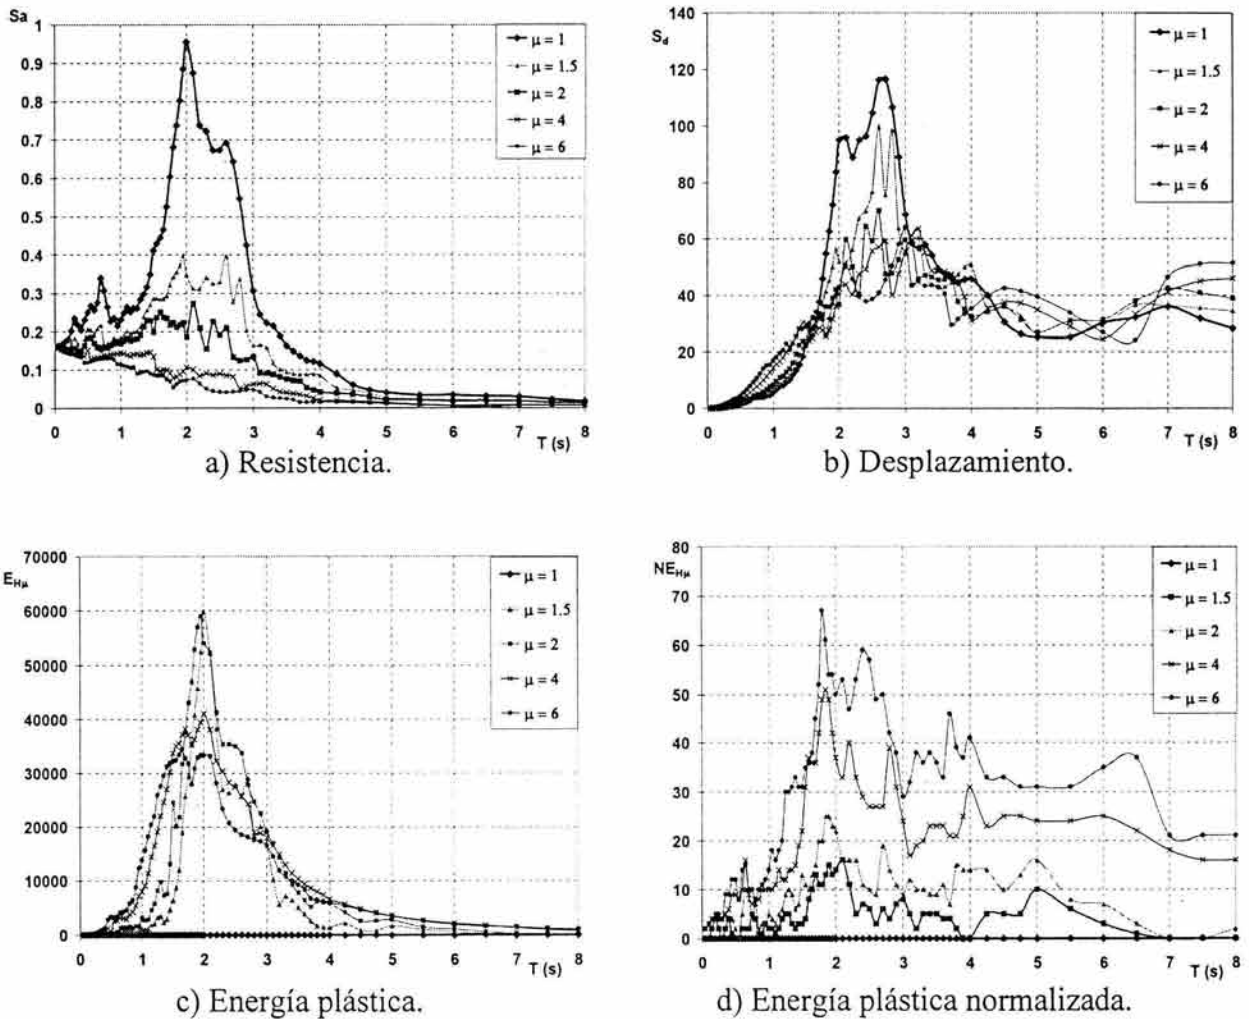 Sa
1
0.9
0.8
0.7
0.6
0.5
0.4
0.3
0.2
0.1
0
0 1 2 3 4 5 6 7 8
T (s)
μ = 1
μ = 1.5
μ = 2
μ = 4
μ = 6
a) Resistencia.
140
S_d
120
100
80
60
40
20
0
0 1 2 3 4 5 6 7 8
T (s)
μ = 1
μ = 1.5
μ = 2
μ = 4
μ = 6
b) Desplazamiento.
70000
E_Hμ
60000
50000
40000
30000
20000
10000
0
0 1 2 3 4 5 6 7 8
T (s)
μ = 1
μ = 1.5
μ = 2
μ = 4
μ = 6
c) Energía plástica.
80
NE_Hμ
70
60
50
40
30
20
10
0
0 1 2 3 4 5 6 7 8
T (s)
μ = 1
μ = 1.5
μ = 2
μ = 4
μ = 6
d) Energía plástica normalizada.